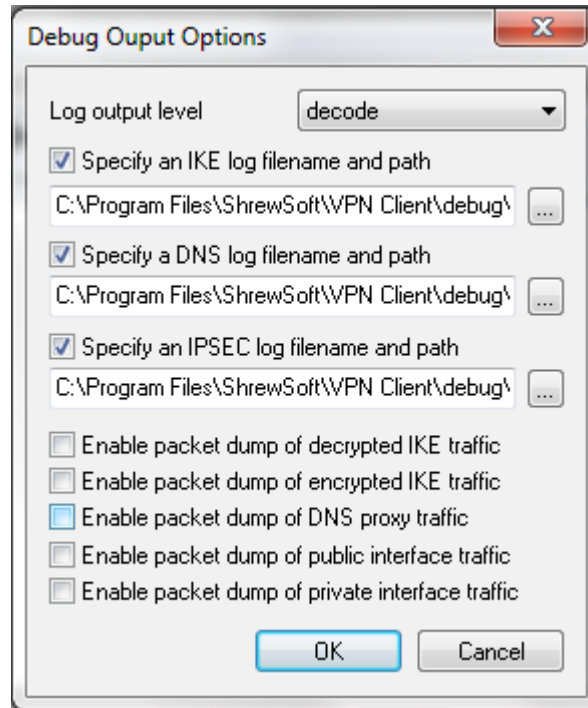 Debug Ouput Options
Log output level decode
Specify an IKE log filename and path
C:\Program Files\ShrewSoft\VPN Client\debug\ ...
Specify a DNS log filename and path
C:\Program Files\ShrewSoft\VPN Client\debug\ ...
Specify an IPSEC log filename and path
C:\Program Files\ShrewSoft\VPN Client\debug\ ...
Enable packet dump of decrypted IKE traffic
Enable packet dump of encrypted IKE traffic
Enable packet dump of DNS proxy traffic
Enable packet dump of public interface traffic
Enable packet dump of private interface traffic
OK Cancel